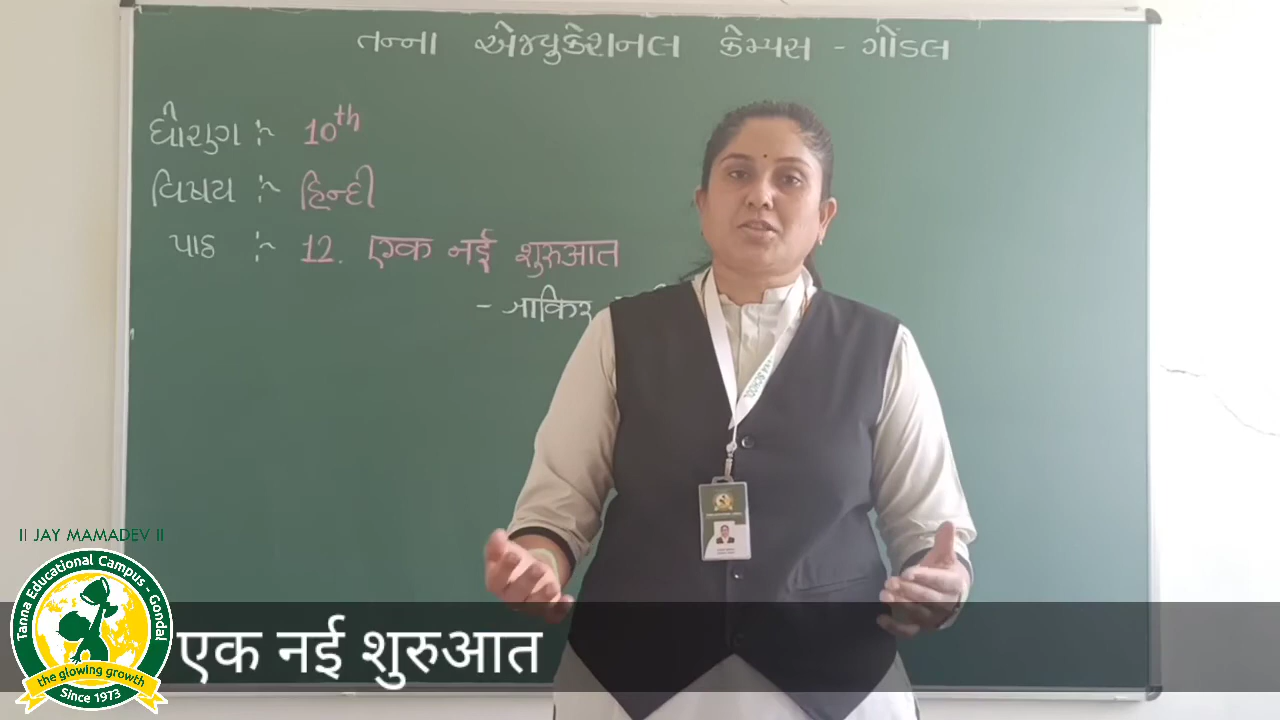 તન્ના એજ્યુકેશનલ કેમ્પસ - ગોંડલ
ધોરણ :- 10th
વિષય :- हिन्दी
પાઠ :- 12. एक नई शुरुआत
- जाकिर
II JAY MAMADEV II
Tanna Educational Campus - Gondal
the glowing growth
Since 1973
एक नई शुरुआत